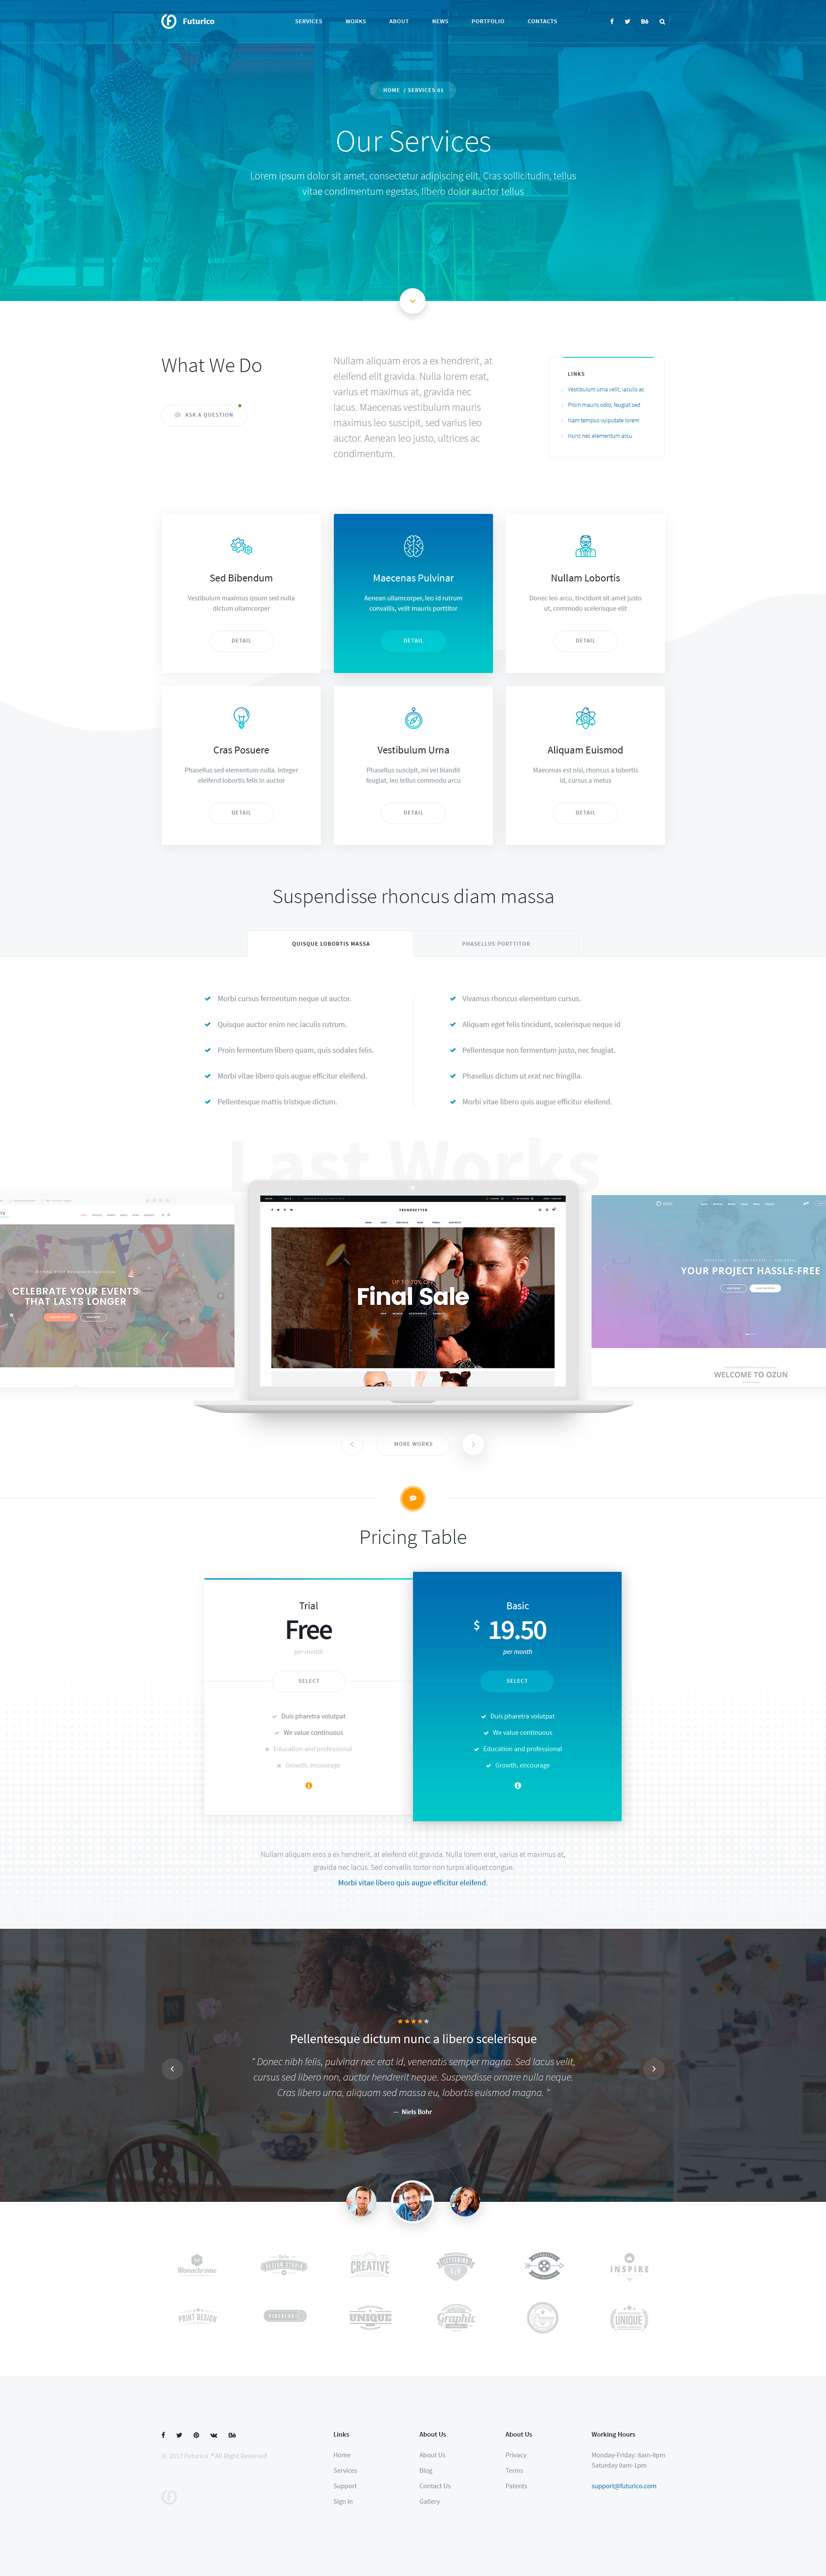 Futurico
SERVICES WORKS ABOUT NEWS PORTFOLIO CONTACTS
HOME / SERVICES 01
Our Services
Lorem ipsum dolor sit amet, consectetur adipiscing elit. Cras sollicitudin, tellus
vitae condimentum egestas, libero dolor auctor tellus
What We Do
ASK A QUESTION
Nullam aliquam eros a ex hendrerit, at
eleifend elit gravida. Nulla lorem erat,
varius et maximus at, gravida nec
lacus. Maecenas vestibulum mauris
maximus leo suscipit, sed varius leo
auctor. Aenean leo justo, ultrices ac
condimentum.
LINKS
Vestibulum urna velit, iaculis ac
Proin mauris odio, feugiat sed
Nam tempus vulputate lorem
Nunc nec elementum arcu
Sed Bibendum
Vestibulum maximus ipsum sed nulla
dictum ullamcorper
DETAIL
Maecenas Pulvinar
Aenean ullamcorper, leo id rutrum
convallis, velit mauris porttitor
DETAIL
Nullam Lobortis
Donec leo arcu, tincidunt sit amet justo
ut, commodo scelerisque elit
DETAIL
Cras Posuere
Phasellus sed elementum nulla. Integer
eleifend lobortis felis in auctor
DETAIL
Vestibulum Urna
Phasellus suscipit, mi vel blandit
feugiat, leo tellus commodo arcu
DETAIL
Aliquam Euismod
Maecenas est nisl, rhoncus a lobortis
id, cursus a metus
DETAIL
Suspendisse rhoncus diam massa
QUISQUE LOBORTIS MASSA
PHASELLUS PORTTITOR
Morbi cursus fermentum neque ut auctor.
Quisque auctor enim nec iaculis rutrum.
Proin fermentum libero quam, quis sodales felis.
Morbi vitae libero quis augue efficitur eleifend.
Pellentesque mattis tristique dictum.
Vivamus rhoncus elementum cursus.
Aliquam eget felis tincidunt, scelerisque neque id
Pellentesque non fermentum justo, nec feugiat.
Phasellus dictum ut erat nec fringilla.
Morbi vitae libero quis augue efficitur eleifend.
Last Works
CELEBRATE YOUR EVENTS
THAT LASTS LONGER
TRENDSETTER
UP TO 70% OFF
Final Sale
YOUR PROJECT HASSLE-FREE
WELCOME TO OZUN
MORE WORKS
Pricing Table
Trial
Free
per month
SELECT
Duis pharetra volutpat
We value continuous
Education and professional
Growth, encourage
Basic
$ 19.50
per month
SELECT
Duis pharetra volutpat
We value continuous
Education and professional
Growth, encourage
Nullam aliquam eros a ex hendrerit, at eleifend elit gravida. Nulla lorem erat, varius et maximus at,
gravida nec lacus. Sed convallis tortor non turpis aliquet congue.
Morbi vitae libero quis augue efficitur eleifend.
Pellentesque dictum nunc a libero scelerisque
" Donec nibh felis, pulvinar nec erat id, venenatis semper magna. Sed lacus velit,
cursus sed libero non, auctor hendrerit neque. Suspendisse ornare nulla neque.
Cras libero urna, aliquam sed massa eu, lobortis euismod magna. "
— Niels Bohr
Monochrome
DESIGN STUDIO
CREATIVE
LETTERING
INSPIRE
PRINT DESIGN
UNIQUE
Graphic
UNIQUE
© 2017 Futurico ® All Right Reserved
Links
Home
Services
Support
Sign In
About Us
About Us
Blog
Contact Us
Gallery
About Us
Privacy
Terms
Patents
Working Hours
Monday-Friday: 8am-8pm
Saturday 9am-1pm
support@futurico.com